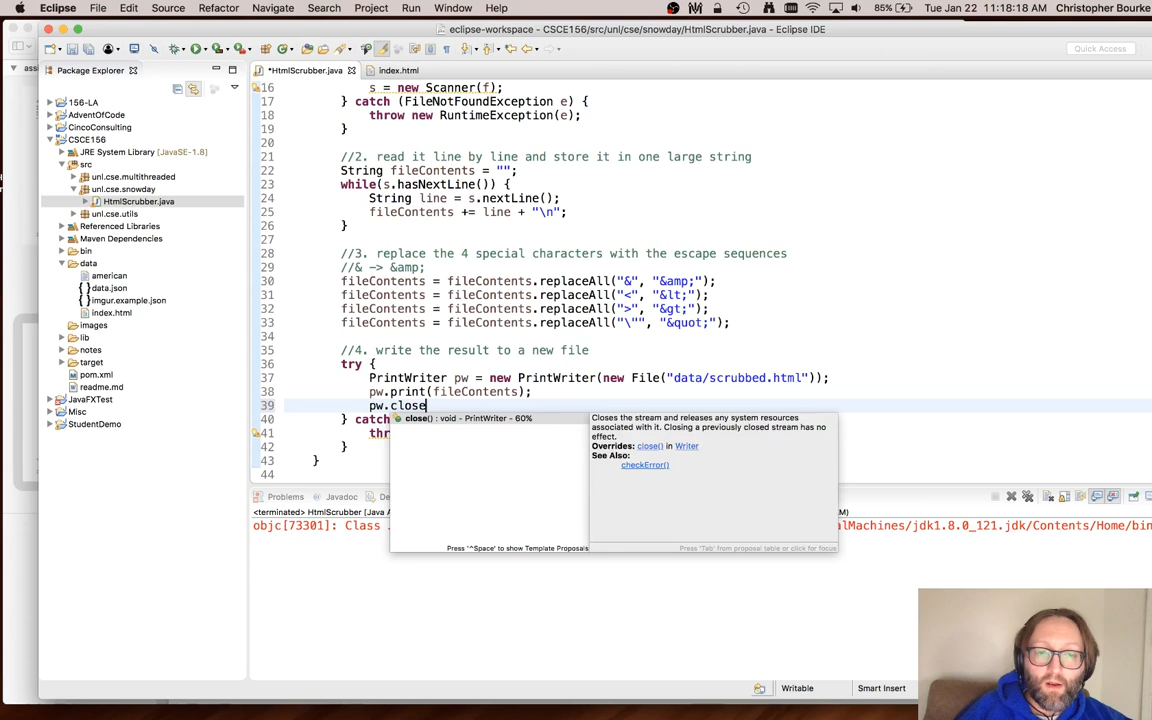 Eclipse File Edit Source Refactor Navigate Search Project Run Window Help 85% Tue Jan 22 11:18:18 AM Christopher Bourke
eclipse-workspace - CSCE156/src/unl/cse/snowday/HtmlScrubber.java - Eclipse IDE
Quick Access
Package Explorer
*HtmlScrubber.java index.html
156-LA
AdventOfCode
CincoConsulting
CSCE156
JRE System Library [JavaSE-1.8]
src
unl.cse.multithreaded
unl.cse.snowday
HtmlScrubber.java
unl.cse.utils
Referenced Libraries
Maven Dependencies
bin
data
american
data.json
imgur.example.json
index.html
images
lib
notes
target
pom.xml
readme.md
JavaFXTest
Misc
StudentDemo
16 s = new Scanner(f);
17 } catch (FileNotFoundException e) {
18 throw new RuntimeException(e);
19 }
20
21 //2. read it line by line and store it in one large string
22 String fileContents = "";
23 while(s.hasNextLine()) {
24 String line = s.nextLine();
25 fileContents += line + "\n";
26 }
27
28 //3. replace the 4 special characters with the escape sequences
29 //& -> &amp;
30 fileContents = fileContents.replaceAll("&", "&amp;");
31 fileContents = fileContents.replaceAll("<", "&lt;");
32 fileContents = fileContents.replaceAll(">", "&gt;");
33 fileContents = fileContents.replaceAll("\"", "&quot;");
34
35 //4. write the result to a new file
36 try {
37 PrintWriter pw = new PrintWriter(new File("data/scrubbed.html"));
38 pw.print(fileContents);
39 pw.close
40 } catch
41 thr
42 }
43 }
44
close() : void - PrintWriter - 60%
Press '^Space' to show Template Proposals
Closes the stream and releases any system resources
associated with it. Closing a previously closed stream has no
effect.
Overrides: close() in Writer
See Also:
checkError()
Press 'Tab' from proposal table or click for focus
Problems Javadoc De
<terminated> HtmlScrubber [Java A
objc[73301]: Class
alMachines/jdk1.8.0_121.jdk/Contents/Home/bin
Writable Smart Insert